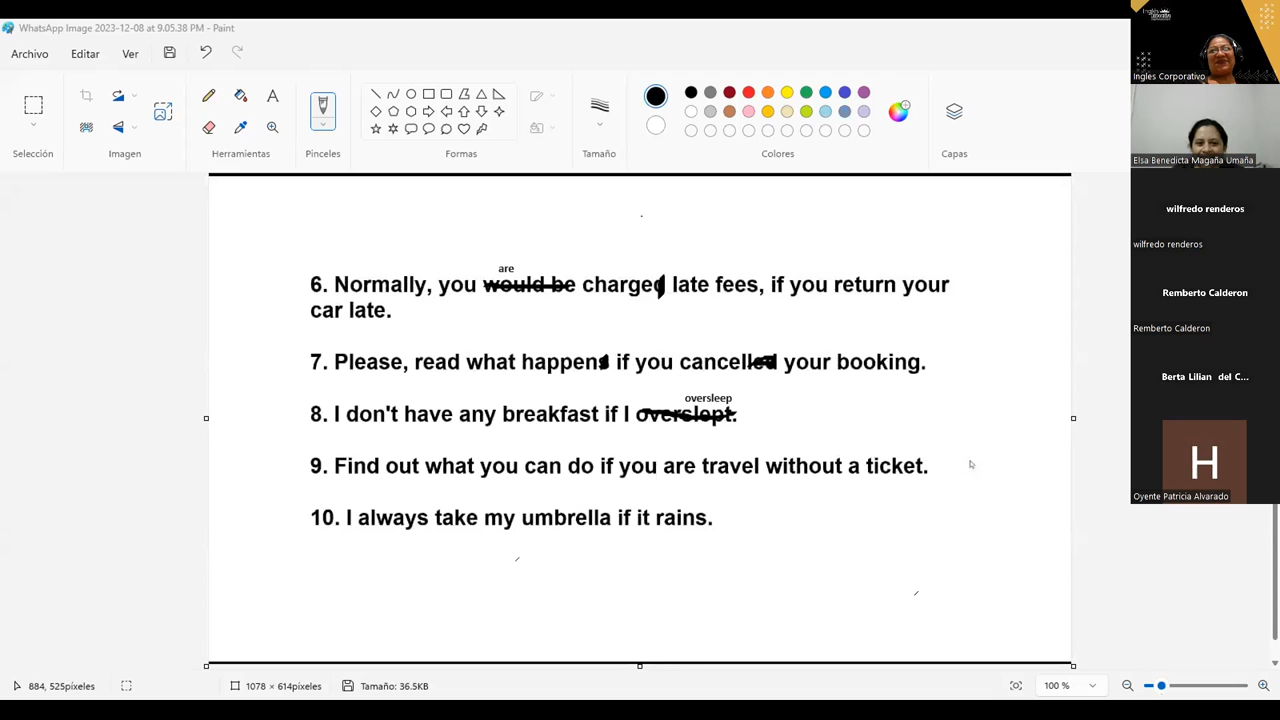 WhatsApp Image 2023-12-08 at 9.05.38 PM - Paint
Archivo Editar Ver
Selección Imagen Herramientas Pinceles Formas Tamaño Colores Capas
are
6. Normally, you would be charged late fees, if you return your
car late.
7. Please, read what happens if you cancelled your booking.
oversleep
8. I don't have any breakfast if I overslept.
9. Find out what you can do if you are travel without a ticket.
10. I always take my umbrella if it rains.
884, 525píxeles 1078 × 614píxeles Tamaño: 36.5KB 100 %
Inglés Corporativo
Ingles Corporativo
Elsa Benedicta Magaña Umaña
wilfredo renderos
wilfredo renderos
Remberto Calderon
Remberto Calderon
Berta Lilian del C...
H
Oyente Patricia Alvarado